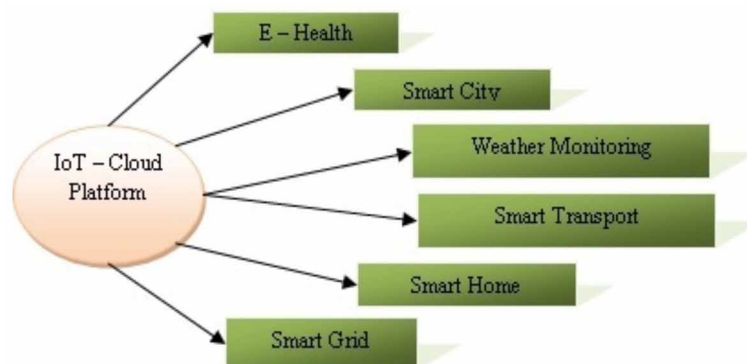 E – Health
Smart City
IoT – Cloud
Platform
Weather Monitoring
Smart Transport
Smart Home
Smart Grid